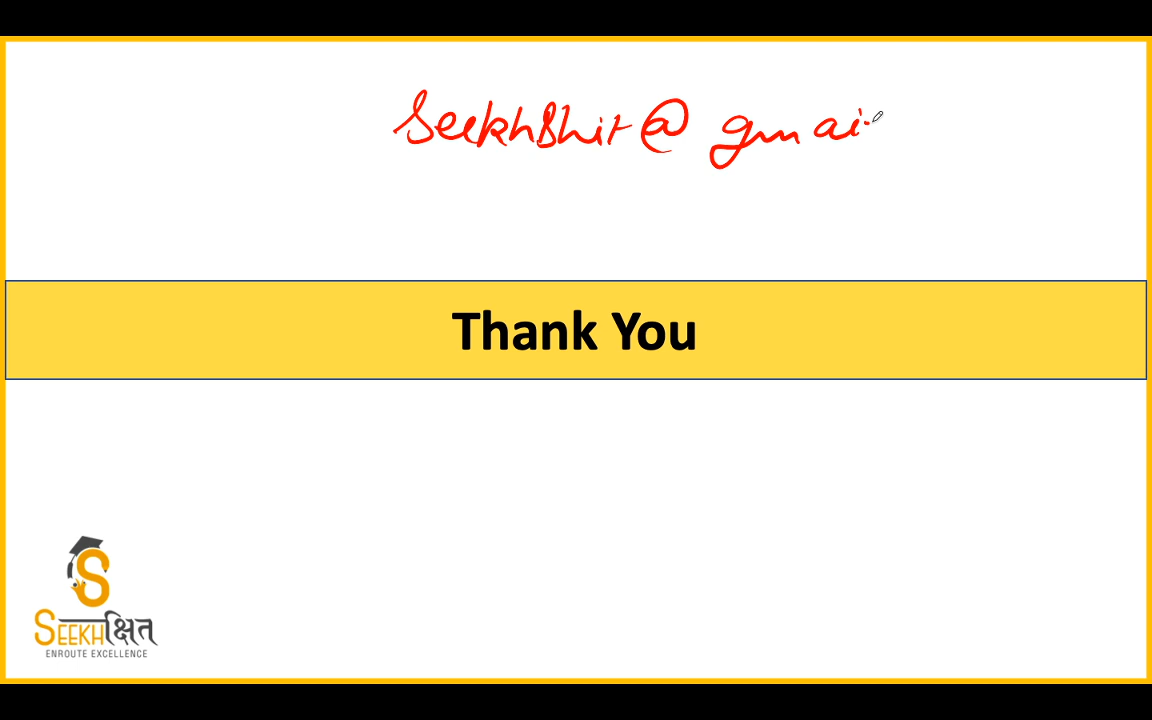 SeekhShit@ gmai
Thank You
S
SEEKHक्षित
ENROUTE EXCELLENCE